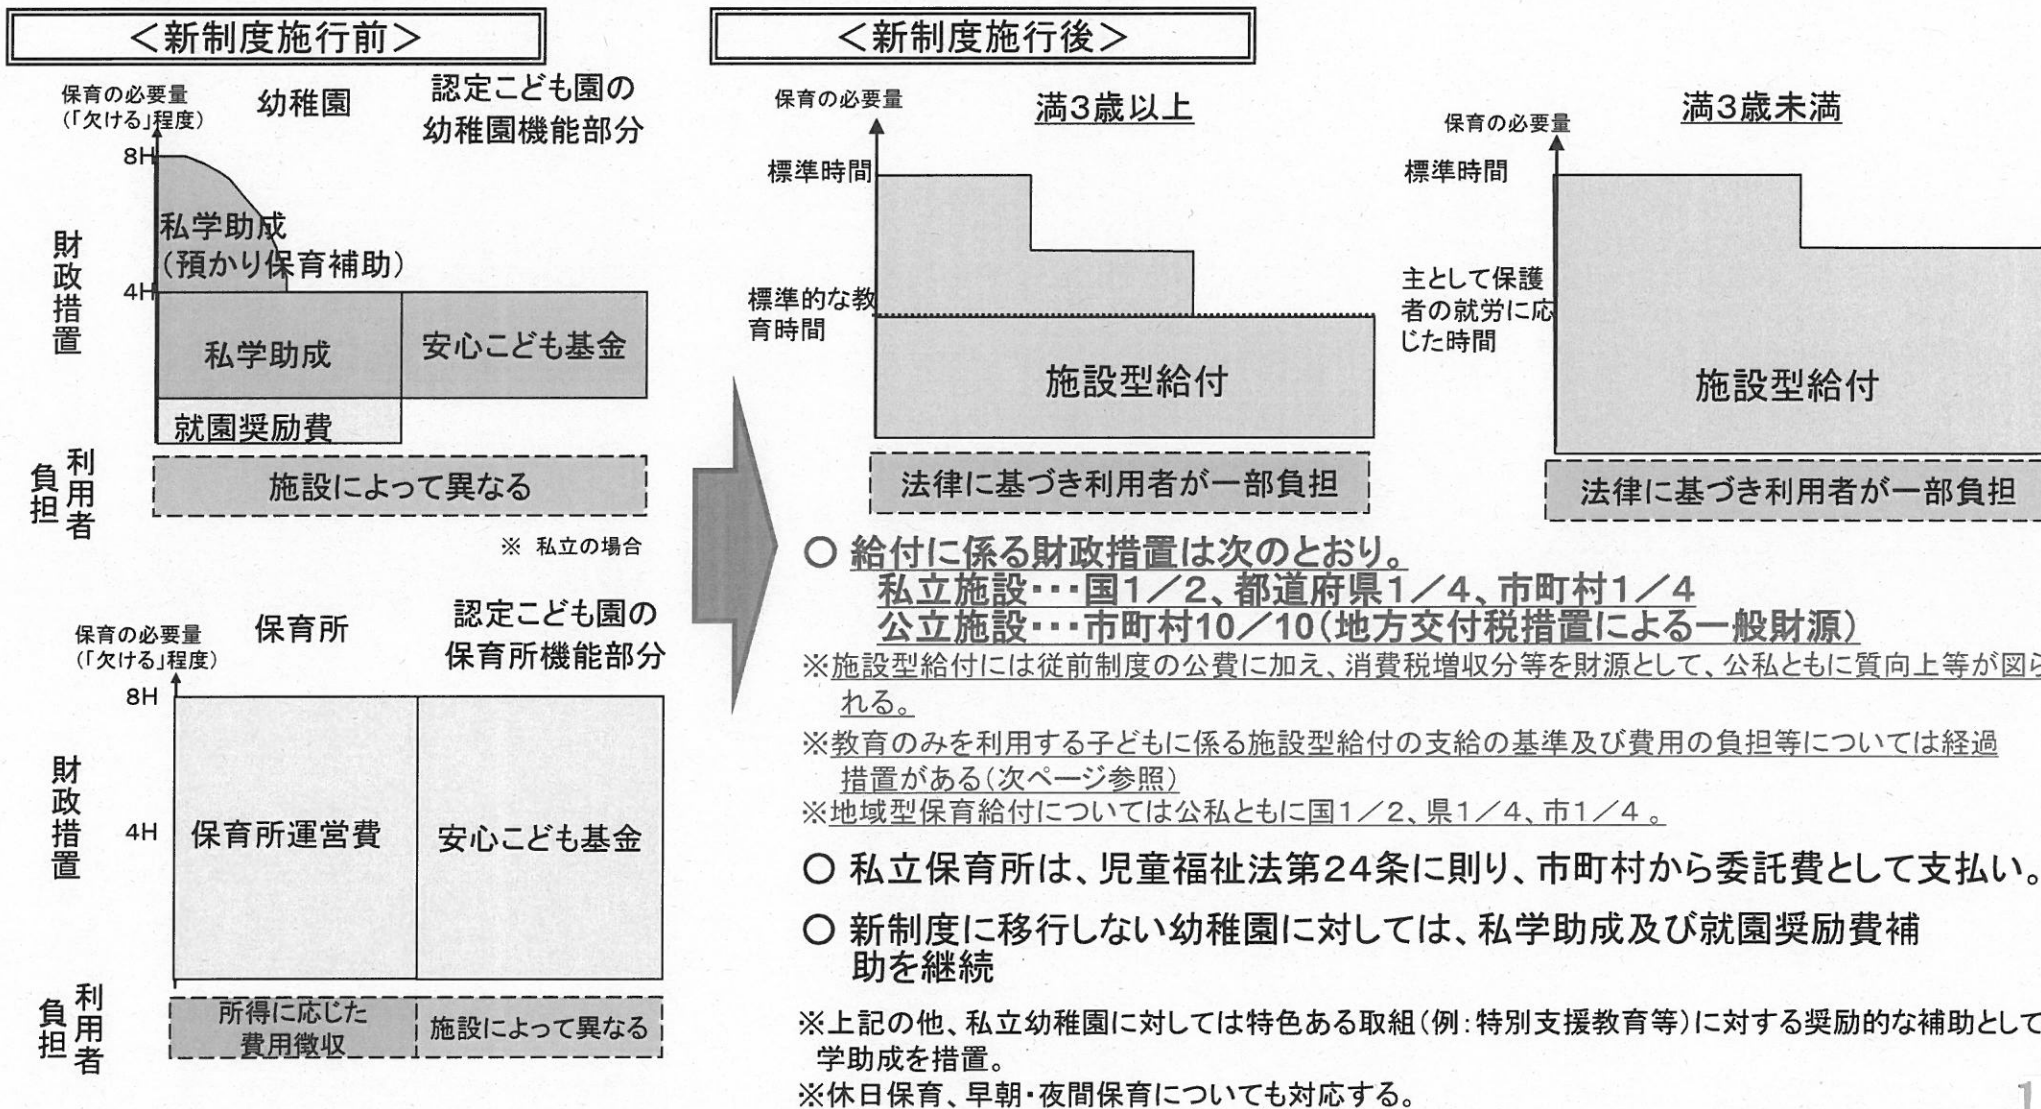 ＜新制度施行前＞
保育の必要量
（｢欠ける｣程度）
幼稚園
認定こども園の
幼稚園機能部分
8H
私学助成
（預かり保育補助）
4H
財政措置
私学助成
安心こども基金
就園奨励費
利用者
負担
施設によって異なる
※ 私立の場合
保育の必要量
（｢欠ける｣程度）
保育所
認定こども園の
保育所機能部分
8H
財政措置
4H
保育所運営費
安心こども基金
利用者
負担
所得に応じた
費用徴収
施設によって異なる
＜新制度施行後＞
保育の必要量
満3歳以上
標準時間
標準的な教
育時間
施設型給付
法律に基づき利用者が一部負担
保育の必要量
満3歳未満
標準時間
主として保護
者の就労に応
じた時間
施設型給付
法律に基づき利用者が一部負担
○ 給付に係る財政措置は次のとおり。
私立施設･･･国1／2、都道府県1／4、市町村1／4
公立施設･･･市町村10／10（地方交付税措置による一般財源）
※施設型給付には従前制度の公費に加え、消費税増収分等を財源として、公私ともに質向上等が図ら
れる。
※教育のみを利用する子どもに係る施設型給付の支給の基準及び費用の負担等については経過
措置がある（次ページ参照）
※地域型保育給付については公私ともに国1／2、県1／4、市1／4 。
○ 私立保育所は、児童福祉法第24条に則り、市町村から委託費として支払い。
○ 新制度に移行しない幼稚園に対しては、私学助成及び就園奨励費補
助を継続
※上記の他、私立幼稚園に対しては特色ある取組（例：特別支援教育等）に対する奨励的な補助として
学助成を措置。
※休日保育、早朝・夜間保育についても対応する。
1